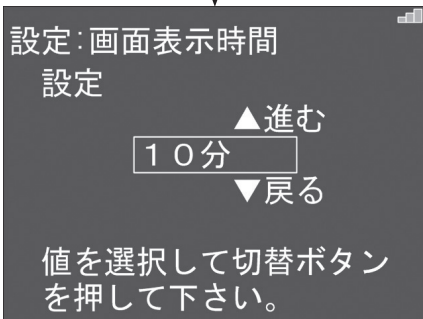 設定:画面表示時間
設定
▲進む
１０分
▼戻る
値を選択して切替ボタン
を押して下さい。